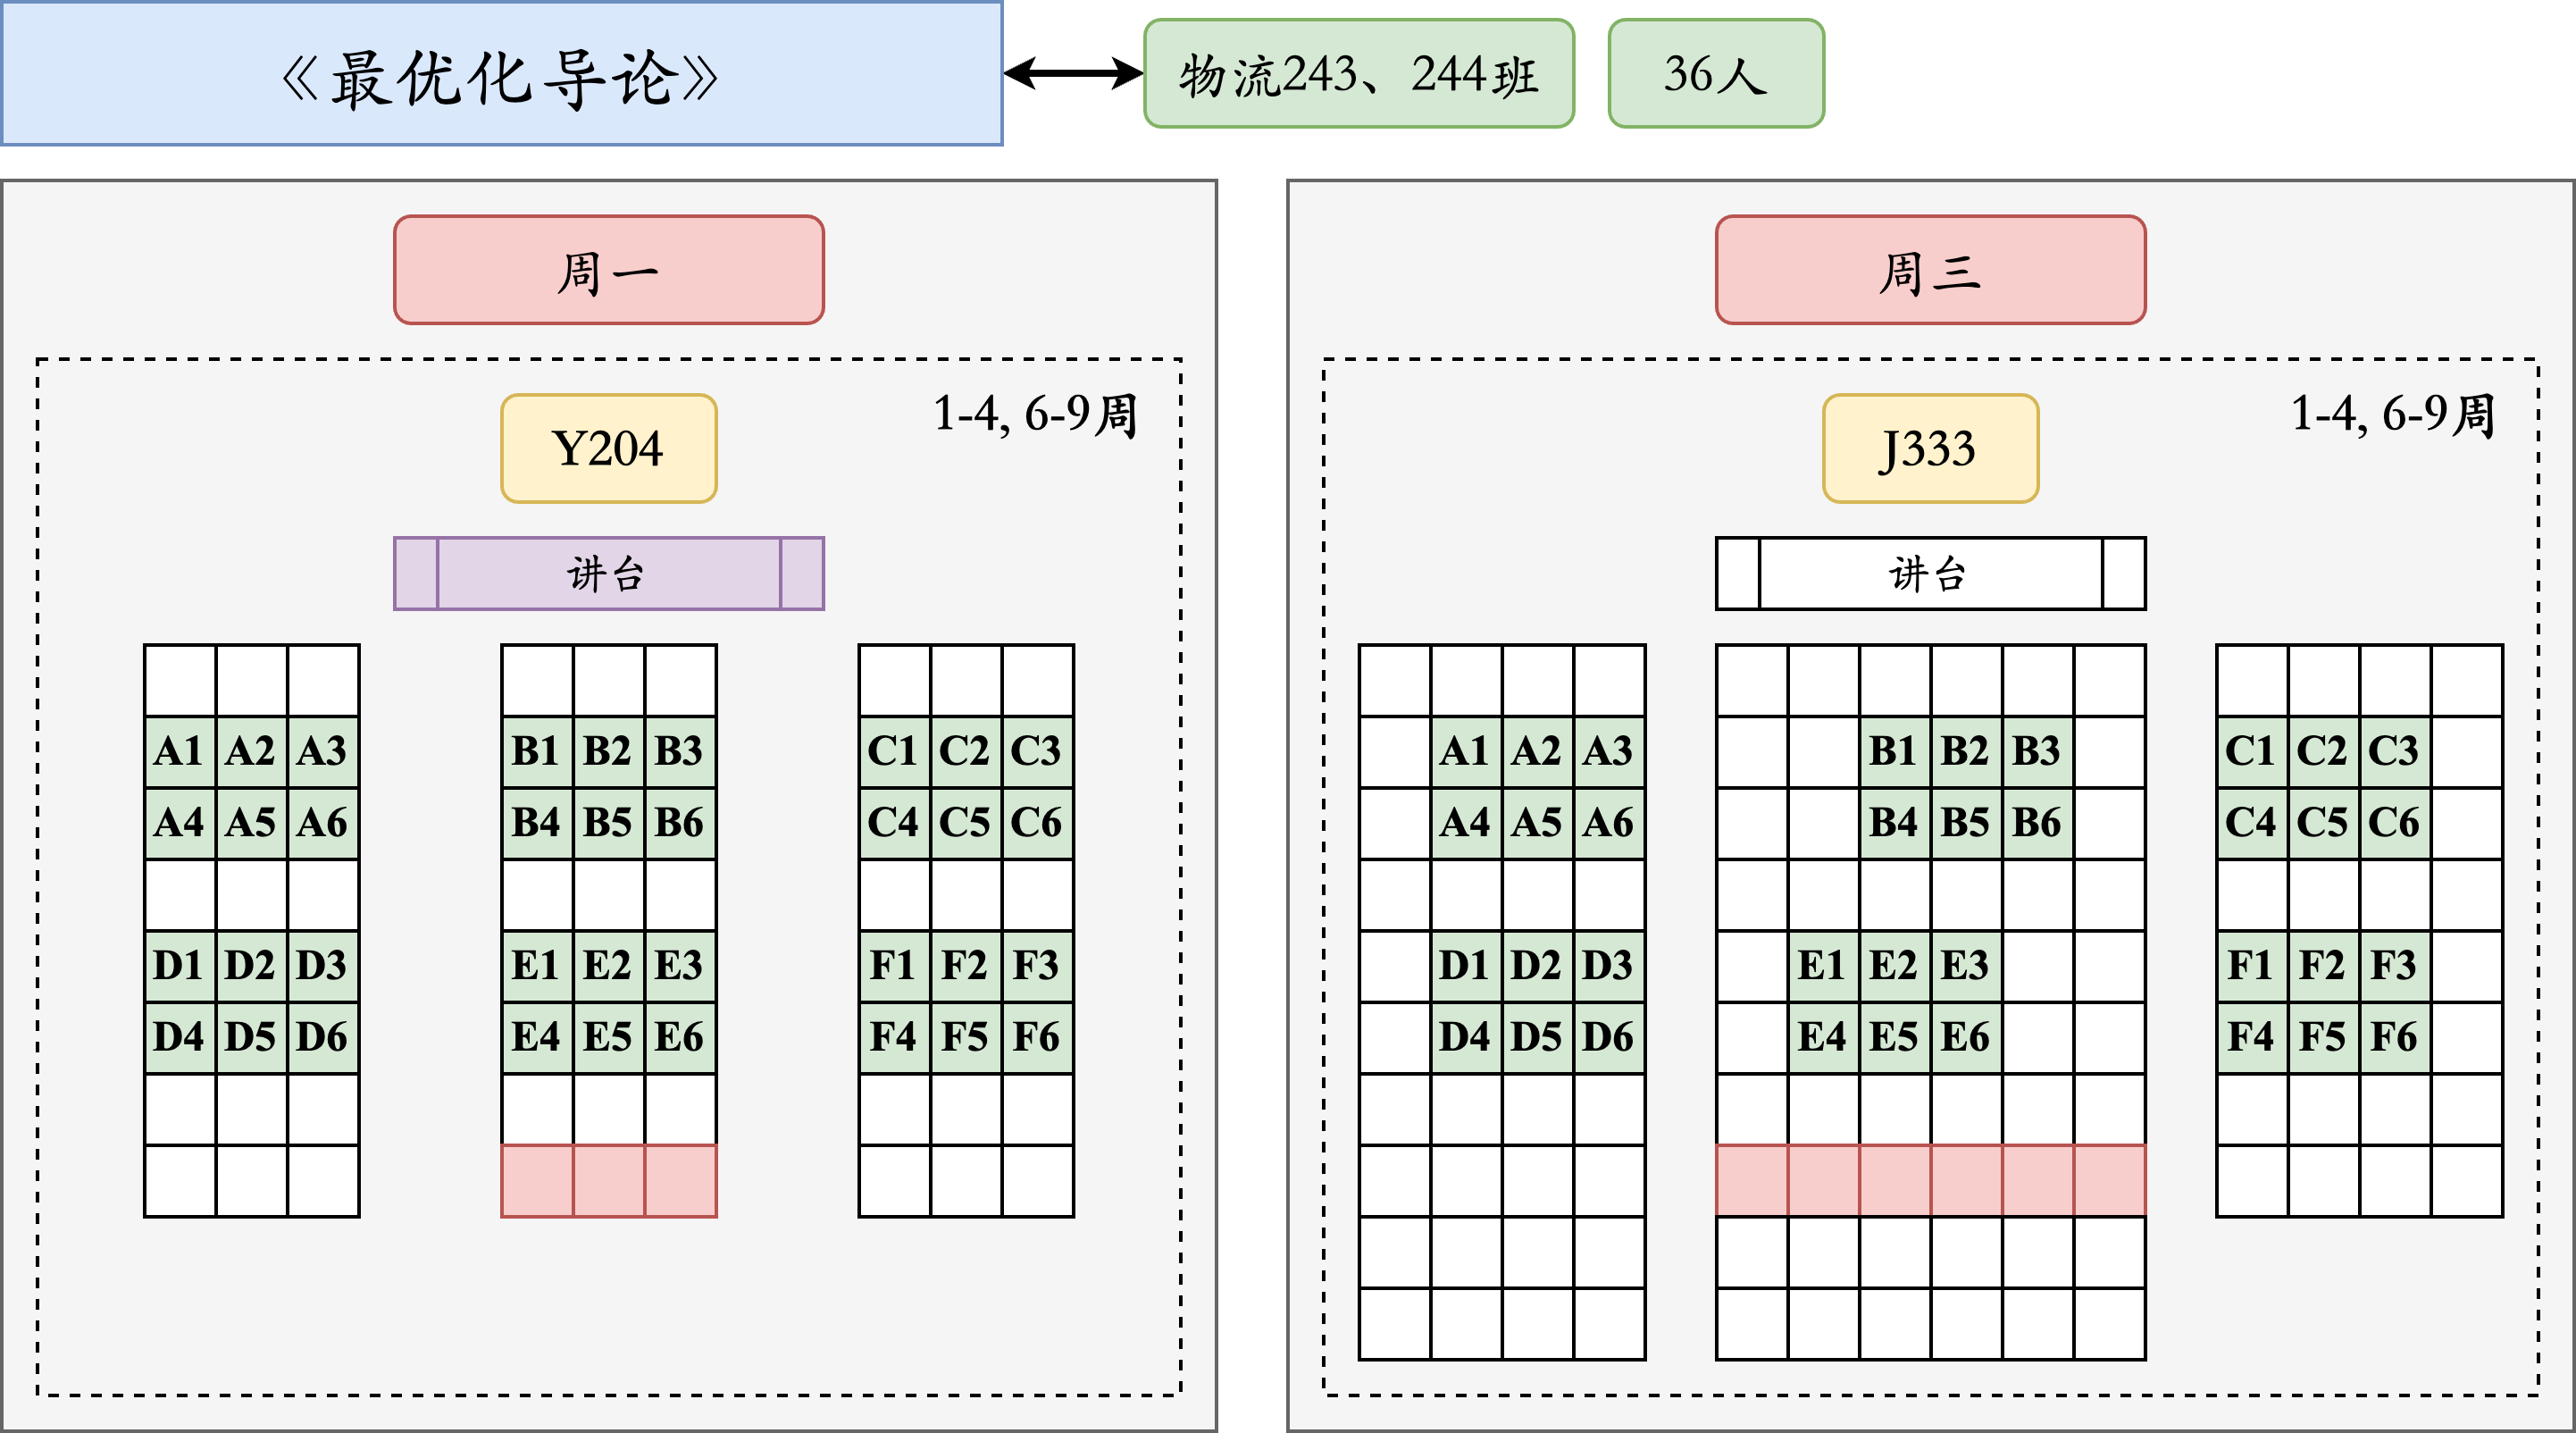 《最优化导论》
物流243、244班
36人
周一
1-4, 6-9周
Y204
讲台
A1 A2 A3 B1 B2 B3 C1 C2 C3
A4 A5 A6 B4 B5 B6 C4 C5 C6
D1 D2 D3 E1 E2 E3 F1 F2 F3
D4 D5 D6 E4 E5 E6 F4 F5 F6
周三
1-4, 6-9周
J333
讲台
A1 A2 A3 B1 B2 B3 C1 C2 C3
A4 A5 A6 B4 B5 B6 C4 C5 C6
D1 D2 D3 E1 E2 E3 F1 F2 F3
D4 D5 D6 E4 E5 E6 F4 F5 F6